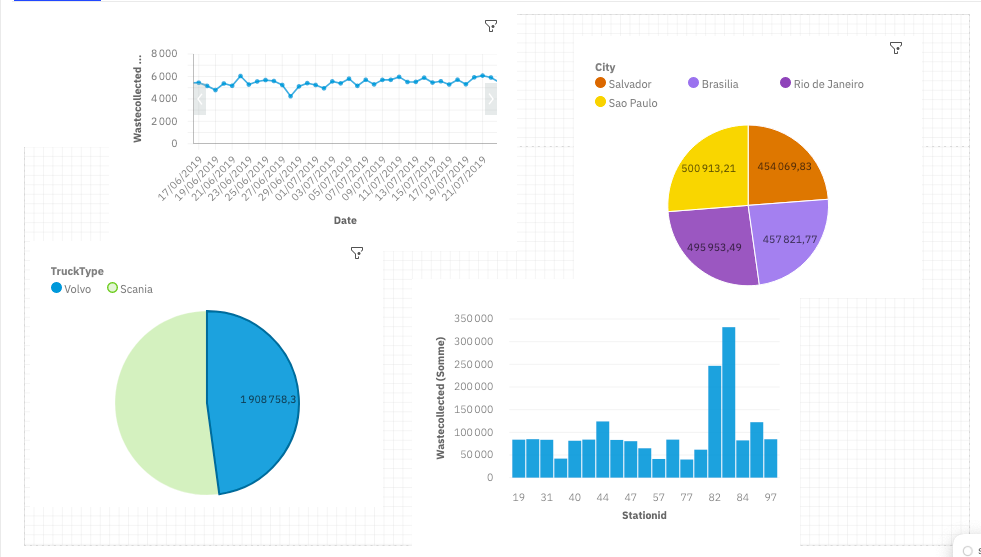 Wastecollected ...
8 000
6 000
4 000
2 000
0
17/06/2019
19/06/2019
21/06/2019
23/06/2019
25/06/2019
27/06/2019
29/06/2019
01/07/2019
03/07/2019
05/07/2019
07/07/2019
09/07/2019
11/07/2019
13/07/2019
15/07/2019
17/07/2019
19/07/2019
21/07/2019
Date
City
Salvador Brasilia Rio de Janeiro
Sao Paulo
500 913,21 454 069,83
495 953,49 457 821,77
TruckType
Volvo Scania
1 908 758,3
Wastecollected (Somme)
350 000
300 000
250 000
200 000
150 000
100 000
50 000
0
19 31 40 44 47 57 77 82 84 97
Stationid